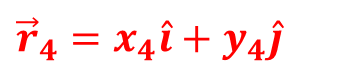 r⃗₄ = x₄î + y₄ĵ